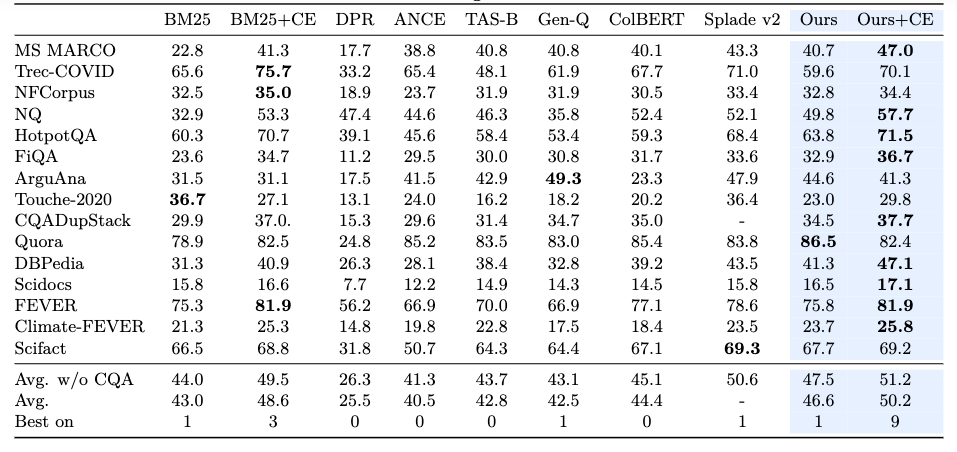 BM25 BM25+CE DPR ANCE TAS-B Gen-Q ColBERT Splade v2 Ours Ours+CE
MS MARCO 22.8 41.3 17.7 38.8 40.8 40.8 40.1 43.3 40.7 47.0
Trec-COVID 65.6 75.7 33.2 65.4 48.1 61.9 67.7 71.0 59.6 70.1
NFCorpus 32.5 35.0 18.9 23.7 31.9 31.9 30.5 33.4 32.8 34.4
NQ 32.9 53.3 47.4 44.6 46.3 35.8 52.4 52.1 49.8 57.7
HotpotQA 60.3 70.7 39.1 45.6 58.4 53.4 59.3 68.4 63.8 71.5
FiQA 23.6 34.7 11.2 29.5 30.0 30.8 31.7 33.6 32.9 36.7
ArguAna 31.5 31.1 17.5 41.5 42.9 49.3 23.3 47.9 44.6 41.3
Touche-2020 36.7 27.1 13.1 24.0 16.2 18.2 20.2 36.4 23.0 29.8
CQADupStack 29.9 37.0. 15.3 29.6 31.4 34.7 35.0 - 34.5 37.7
Quora 78.9 82.5 24.8 85.2 83.5 83.0 85.4 83.8 86.5 82.4
DBPedia 31.3 40.9 26.3 28.1 38.4 32.8 39.2 43.5 41.3 47.1
Scidocs 15.8 16.6 7.7 12.2 14.9 14.3 14.5 15.8 16.5 17.1
FEVER 75.3 81.9 56.2 66.9 70.0 66.9 77.1 78.6 75.8 81.9
Climate-FEVER 21.3 25.3 14.8 19.8 22.8 17.5 18.4 23.5 23.7 25.8
Scifact 66.5 68.8 31.8 50.7 64.3 64.4 67.1 69.3 67.7 69.2
Avg. w/o CQA 44.0 49.5 26.3 41.3 43.7 43.1 45.1 50.6 47.5 51.2
Avg. 43.0 48.6 25.5 40.5 42.8 42.5 44.4 - 46.6 50.2
Best on 1 3 0 0 0 1 0 1 1 9